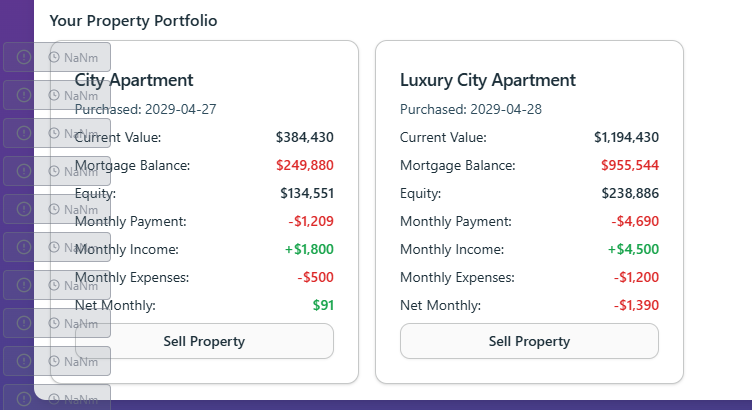 Your Property Portfolio
NaNm
City Apartment
Luxury City Apartment
NaNm
Purchased: 2029-04-27
Purchased: 2029-04-28
NaNm
Current Value: $384,430
Current Value: $1,194,430
NaNm
Mortgage Balance: $249,880
Mortgage Balance: $955,544
NaNm
Equity: $134,551
Equity: $238,886
NaNm
Monthly Payment: -$1,209
Monthly Payment: -$4,690
NaNm
Monthly Income: +$1,800
Monthly Income: +$4,500
NaNm
Monthly Expenses: -$500
Monthly Expenses: -$1,200
NaNm
Net Monthly: $91
Net Monthly: -$1,390
NaNm
Sell Property
Sell Property
NaNm